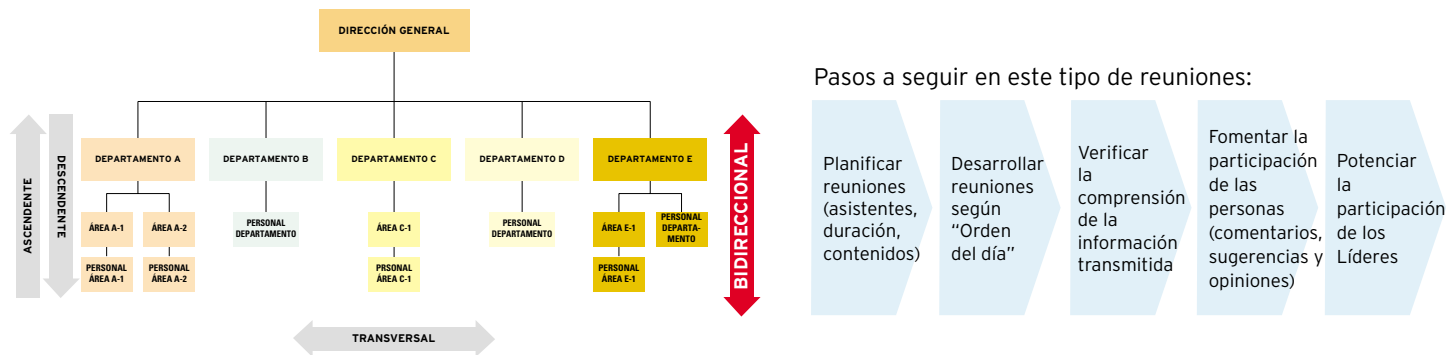 DIRECCIÓN GENERAL
ASCENDENTE
DESCENDENTE
DEPARTAMENTO A
DEPARTAMENTO B
DEPARTAMENTO C
DEPARTAMENTO D
DEPARTAMENTO E
ÁREA A-1
ÁREA A-2
PERSONAL
DEPARTAMENTO
ÁREA C-1
PERSONAL
DEPARTAMENTO
ÁREA E-1
PERSONAL
DEPARTA-
MENTO
PERSONAL
ÁREA A-1
PERSONAL
ÁREA A-2
PRSONAL
ÁREA C-1
PERSONAL
ÁREA E-1
BIDIRECCIONAL
TRANSVERSAL
Pasos a seguir en este tipo de reuniones:
Planificar
reuniones
(asistentes,
duración,
contenidos)
Desarrollar
reuniones
según
“Orden
del día”
Verificar
la
comprensión
de la
información
transmitida
Fomentar la
participación
de las
personas
(comentarios,
sugerencias y
opiniones)
Potenciar
la
participación
de los
Líderes